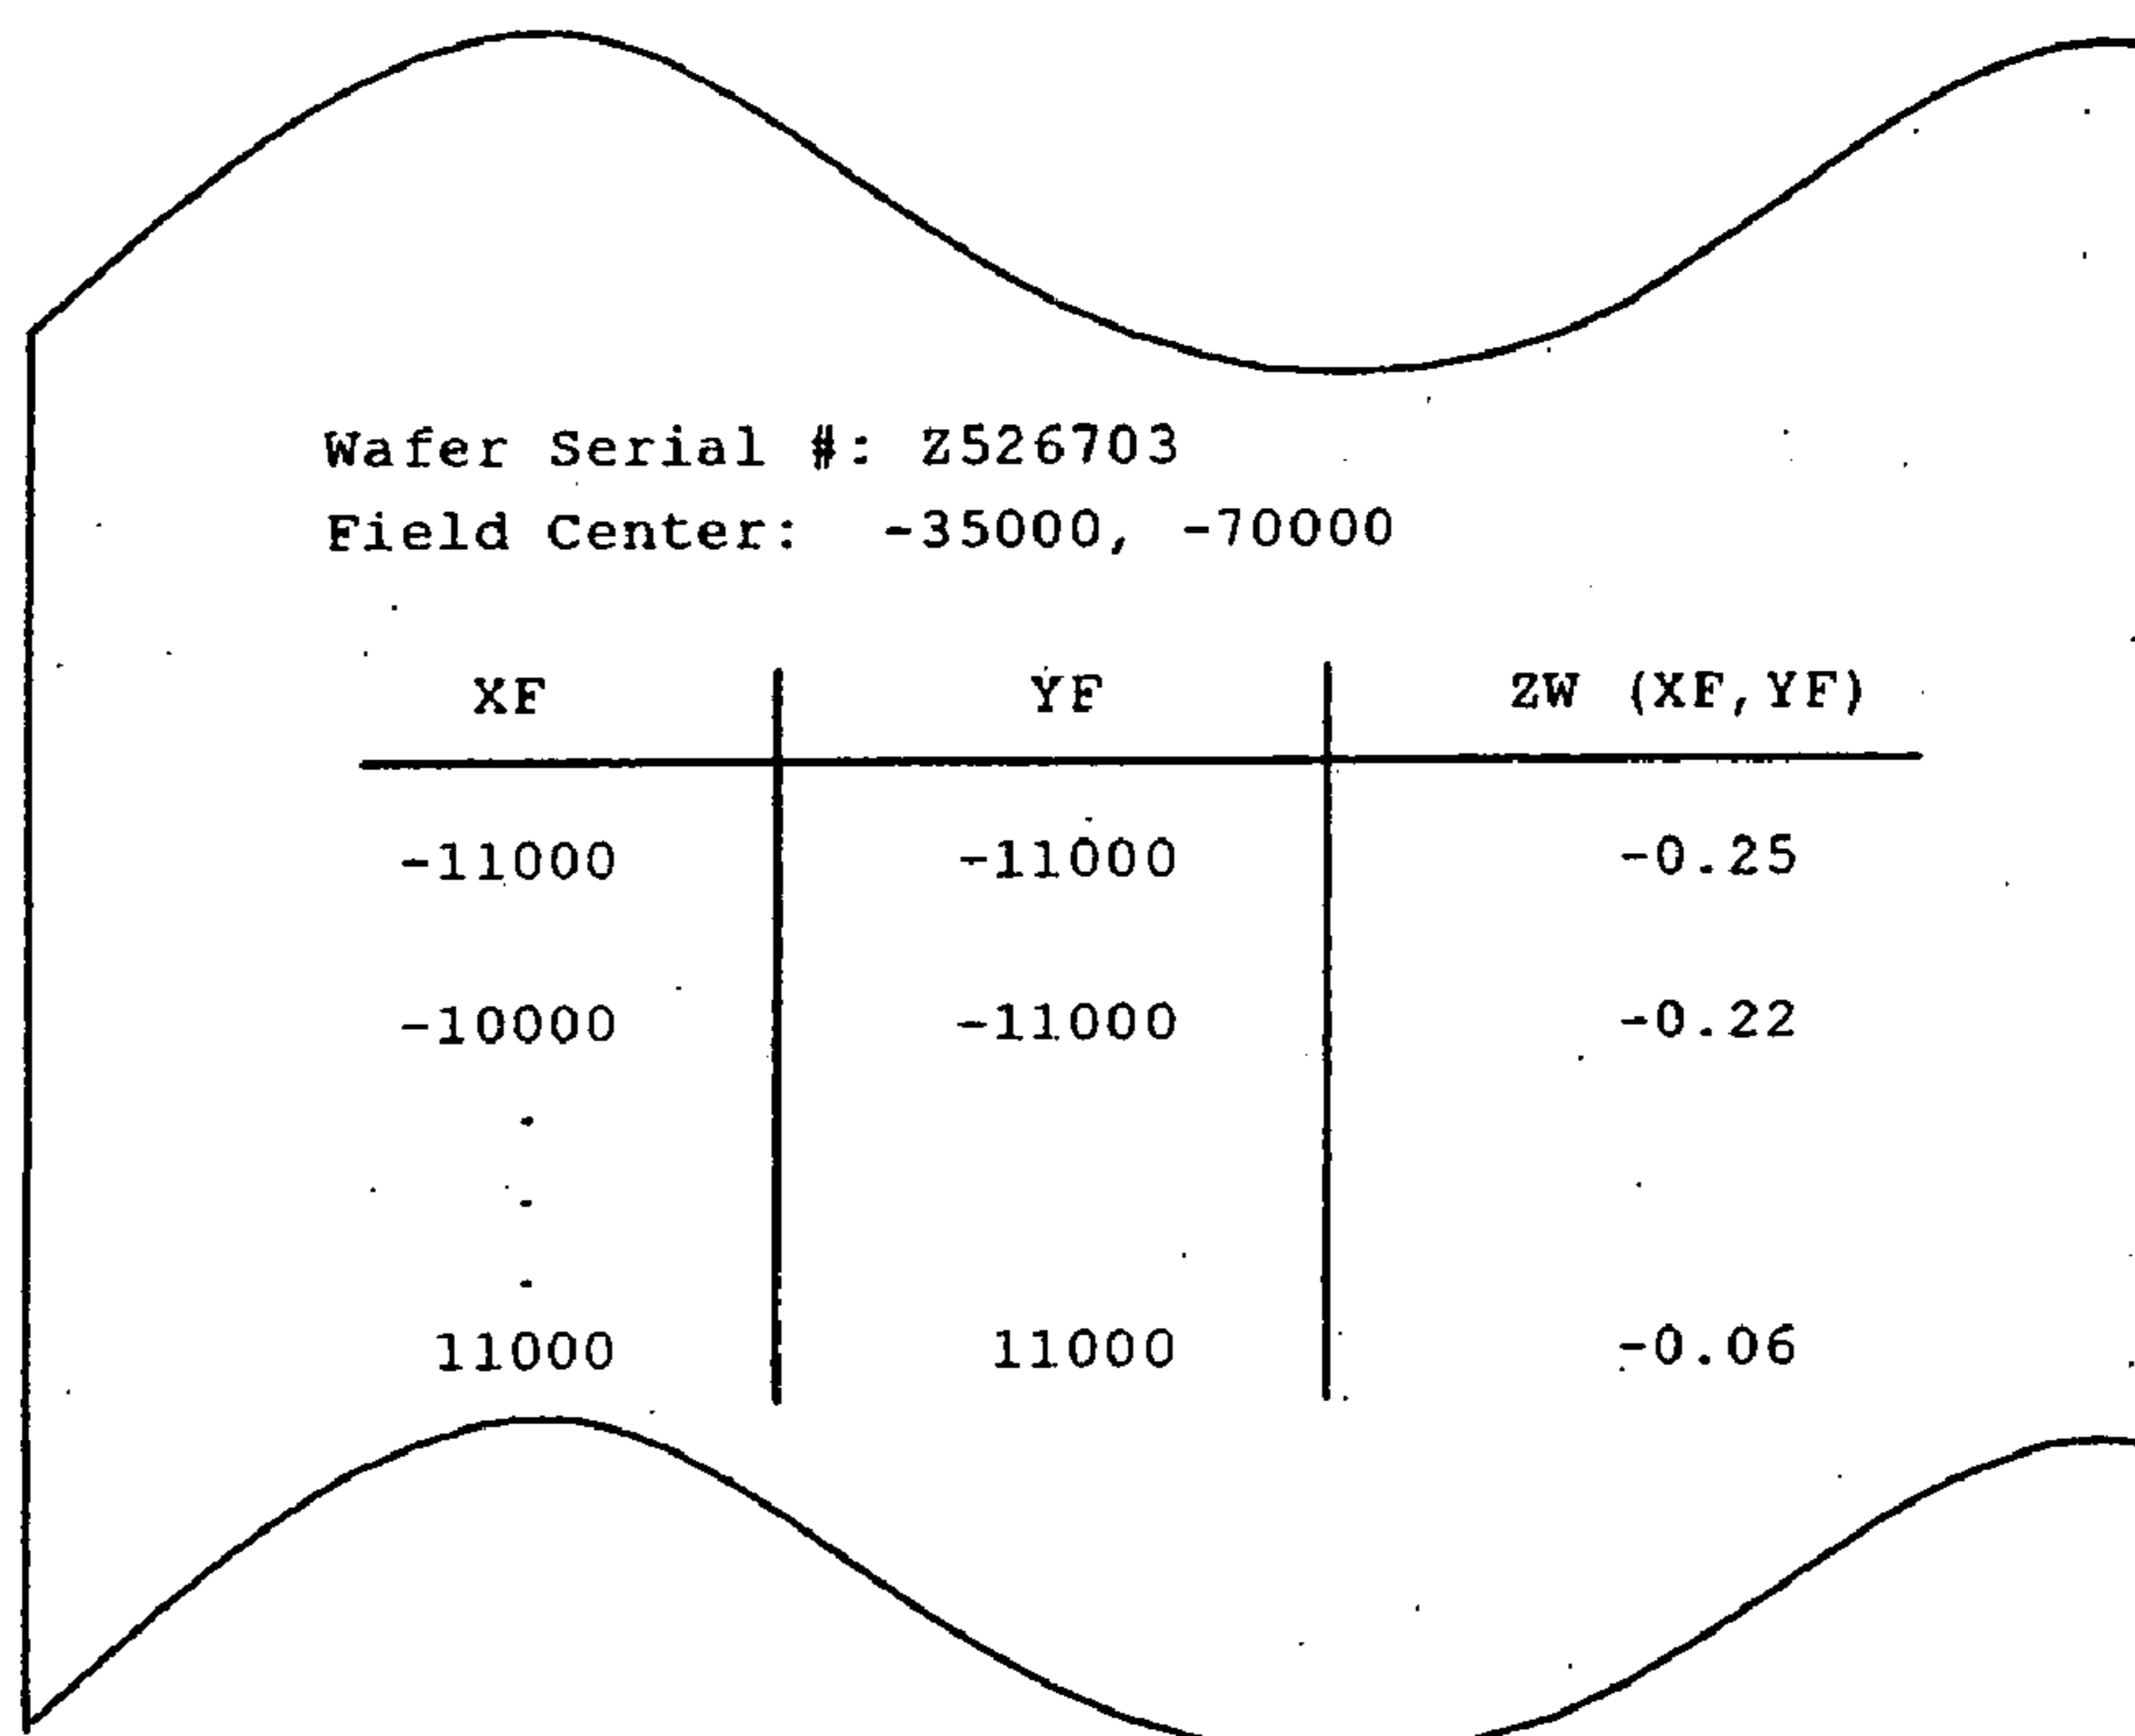 Wafer Serial #: Z526703
Field Center: -35000, -70000
XF YF ZW (XF,YF)
-11000 -11000 -0.25
-10000 -11000 -0.22
.
.
.
11000 11000 -0.06